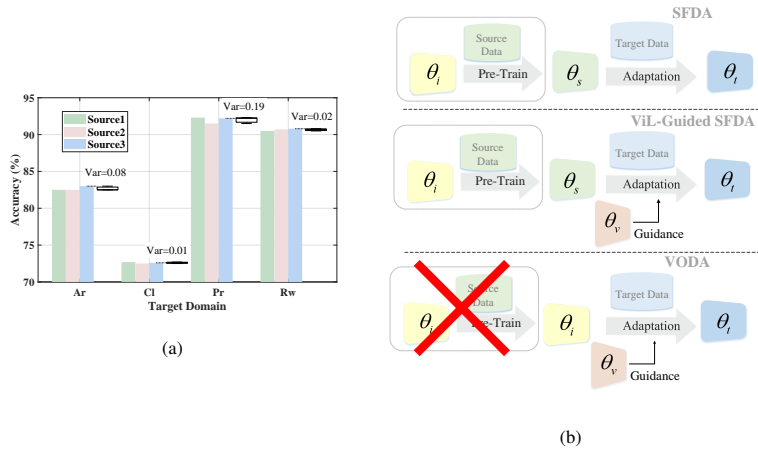 95
90
85
80
75
70
Accuracy (%)
Source1
Source2
Source3
Var=0.08
Var=0.01
Var=0.19
Var=0.02
Ar
Cl
Pr
Rw
Target Domain
(a)
SFDA
Source
Data
Target Data
θi
Pre-Train
θs
Adaptation
θt
ViL-Guided SFDA
Source
Data
Target Data
θi
Pre-Train
θs
Adaptation
θt
θv
Guidance
VODA
Source
Data
Target Data
θi
Pre-Train
θi
Adaptation
θt
θv
Guidance
(b)